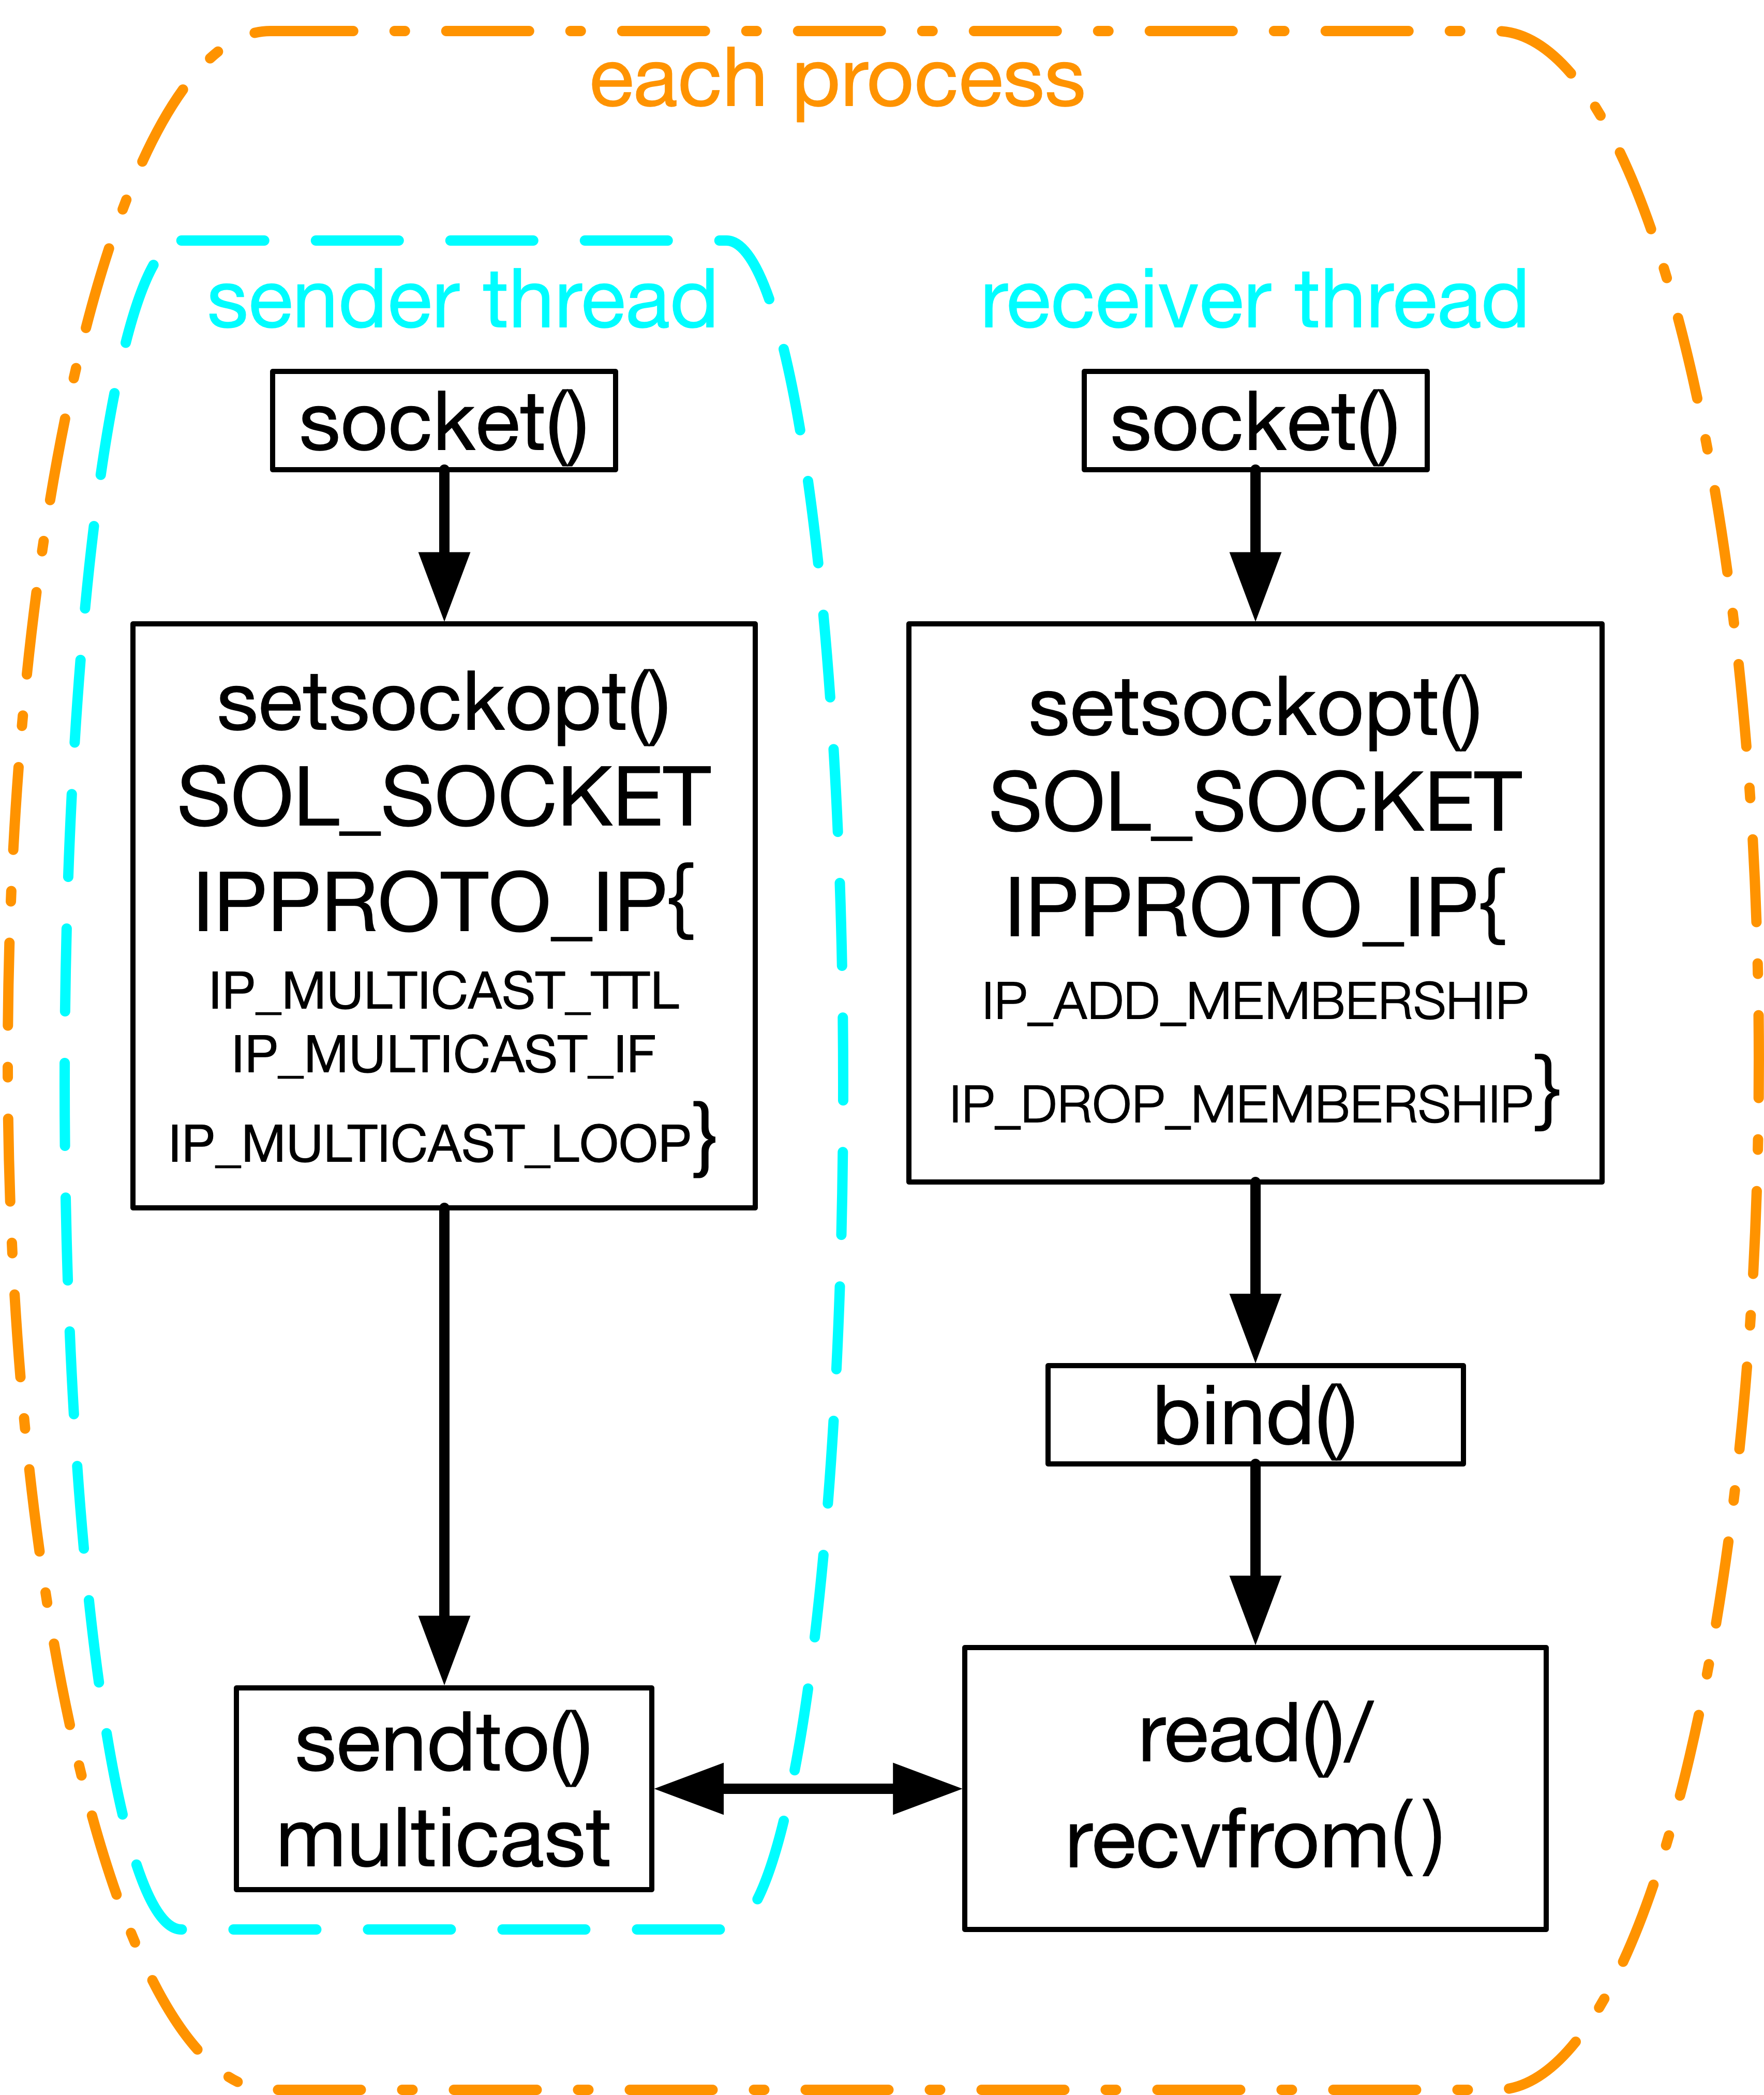 each process
sender thread
socket()
setsockopt()
SOL_SOCKET
IPPROTO_IP{
IP_MULTICAST_TTL
IP_MULTICAST_IF
IP_MULTICAST_LOOP}
sendto()
multicast
receiver thread
socket()
setsockopt()
SOL_SOCKET
IPPROTO_IP{
IP_ADD_MEMBERSHIP
IP_DROP_MEMBERSHIP}
bind()
read()/
recvfrom()